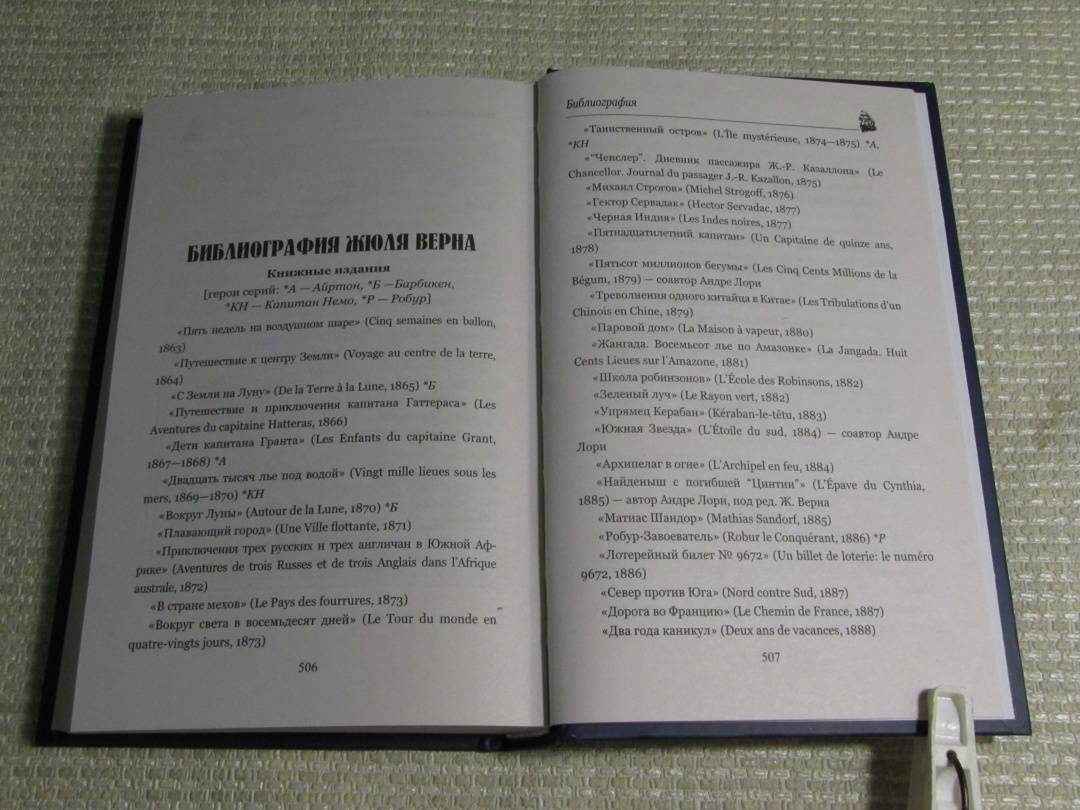 БИБЛИОГРАФИЯ ЖЮЛЯ ВЕРНА
Книжные издания
[герои серий: *А — Айртон, *Б —Барбикен,
*КН — Капитан Немо, *Р — Робур]
«Пять недель на воздушном шаре» (Cinq semaines en ballon,
1863)
«Путешествие к центру Земли» (Voyage au centre de la terre,
1864)
«С Земли на Луну» (De la Terre à la Lune, 1865) *Б
«Путешествие и приключения капитана Гаттераса» (Les
Aventures du capitaine Hatteras, 1866)
«Дети капитана Гранта» (Les Enfants du capitaine Grant,
1867—1868) *А
«Двадцать тысяч лье под водой» (Vingt mille lieues sous les
mers, 1869—1870) *КН
«Вокруг Луны» (Autour de la Lune, 1870) *Б
«Плавающий город» (Une Ville flottante, 1871)
«Приключения трех русских и трех англичан в Южной Аф-
рике» (Aventures de trois Russes et de trois Anglais dans l'Afrique
australe, 1872)
«В стране мехов» (Le Pays des fourrures, 1873)
«Вокруг света в восемьдесят дней» (Le Tour du monde en
quatre-vingts jours, 1873)
506
Библиография
«Таинственный остров» (L'Île mystérieuse, 1874—1875) *А,
*КН
«"Ченслер". Дневник пассажира Ж.-Р. Казаллона» (Le
Chancellor. Journal du passager J.-R. Kazallon, 1875)
«Михаил Строгов» (Michel Strogoff, 1876)
«Гектор Сервадак» (Hector Servadac, 1877)
«Черная Индия» (Les Indes noires, 1877)
«Пятнадцатилетний капитан» (Un Capitaine de quinze ans,
1878)
«Пятьсот миллионов бегумы» (Les Cinq Cents Millions de la
Bégum, 1879) — соавтор Андре Лори
«Треволнения одного китайца в Китае» (Les Tribulations d'un
Chinois en Chine, 1879)
«Паровой дом» (La Maison à vapeur, 1880)
«Жангада. Восемьсот лье по Амазонке» (La Jangada. Huit
Cents Lieues sur l'Amazone, 1881)
«Школа робинзонов» (L'École des Robinsons, 1882)
«Зеленый луч» (Le Rayon vert, 1882)
«Упрямец Керабан» (Kéraban-le-têtu, 1883)
«Южная Звезда» (L'Étoile du sud, 1884) — соавтор Андре
Лори
«Архипелаг в огне» (L'Archipel en feu, 1884)
«Найденыш с погибшей "Цинтии"» (L'Épave du Cynthia,
1885) — автор Андре Лори, под ред. Ж. Верна
«Матиас Шандор» (Mathias Sandorf, 1885)
«Робур-Завоеватель» (Robur le Conquérant, 1886) *Р
«Лотерейный билет № 9672» (Un billet de loterie: le numéro
9672, 1886)
«Север против Юга» (Nord contre Sud, 1887)
«Дорога во Францию» (Le Chemin de France, 1887)
«Два года каникул» (Deux ans de vacances, 1888)
507